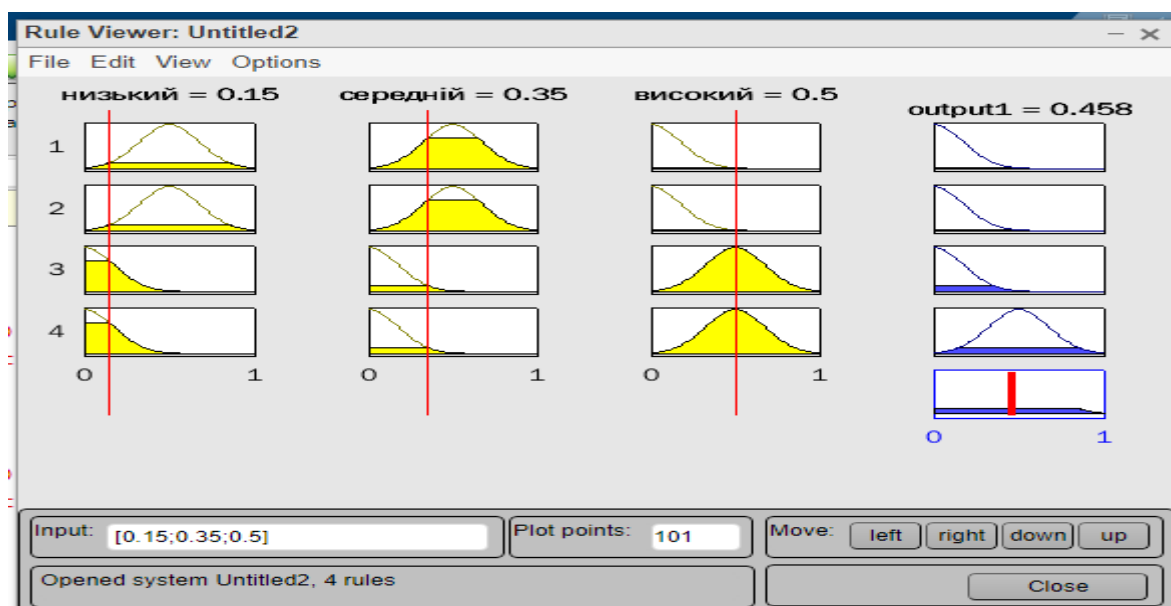 Rule Viewer: Untitled2
File Edit View Options
низький = 0.15 середній = 0.35 високий = 0.5 output1 = 0.458
1
2
3
4
0 1 0 1 0 1
0 1
Input: [0.15;0.35;0.5] Plot points: 101 Move: left right down up
Opened system Untitled2, 4 rules Close